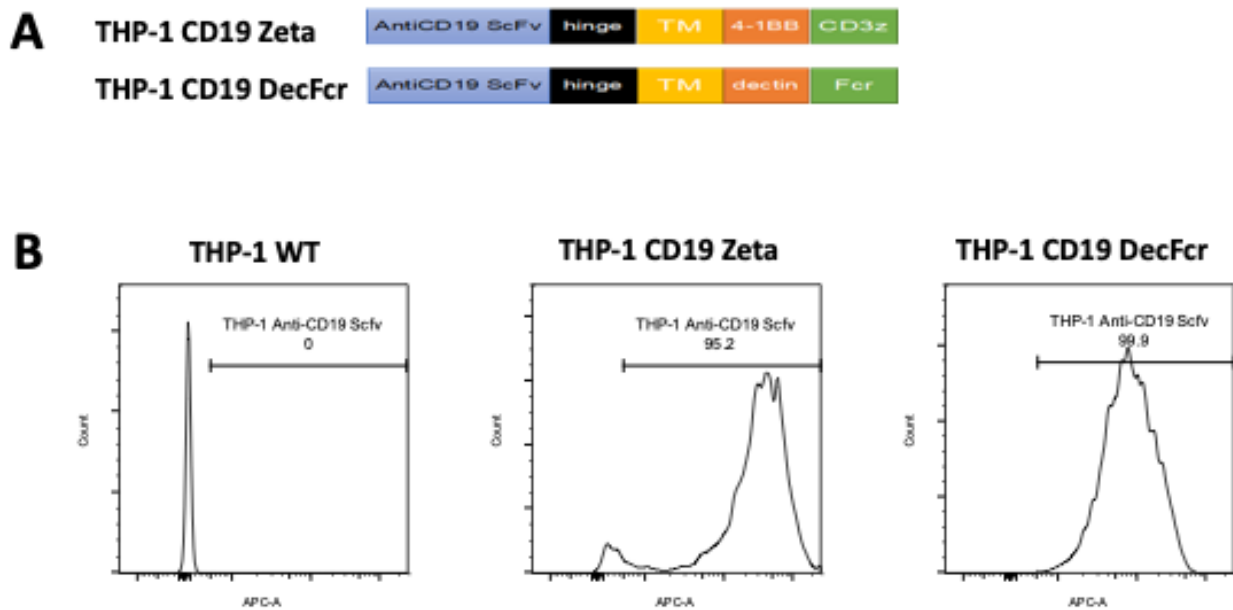 A
THP-1 CD19 Zeta
AntiCD19 ScFv hinge TM 4-1BB CD3z
THP-1 CD19 DecFcr
AntiCD19 ScFv hinge TM dectin Fcr
B
THP-1 WT
THP-1 CD19 Zeta
THP-1 CD19 DecFcr
THP-1 Anti-CD19 Scfv
0
THP-1 Anti-CD19 Scfv
95.2
THP-1 Anti-CD19 Scfv
99.9
Count
Count
Count
APC-A
APC-A
APC-A